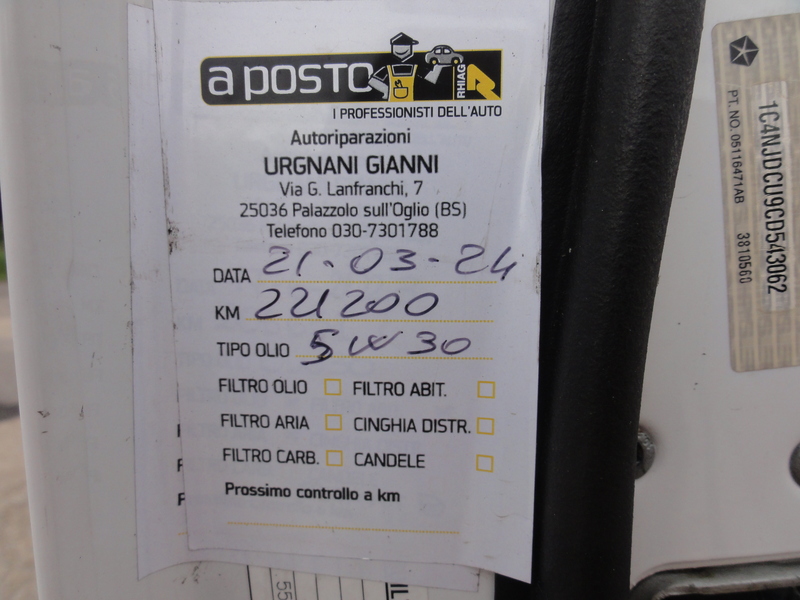 a posto
RHIAG
I PROFESSIONISTI DELL'AUTO
Autoriparazioni
URGNANI GIANNI
Via G. Lanfranchi, 7
25036 Palazzolo sull'Oglio (BS)
Telefono 030-7301788
DATA 21-03-24
KM 221200
TIPO OLIO 5W30
FILTRO OLIO FILTRO ABIT.
FILTRO ARIA CINGHIA DISTR.
FILTRO CARB. CANDELE
Prossimo controllo a km
1C4NJDCU9CD543062
PT. NO. 05116471AB 3810560
55